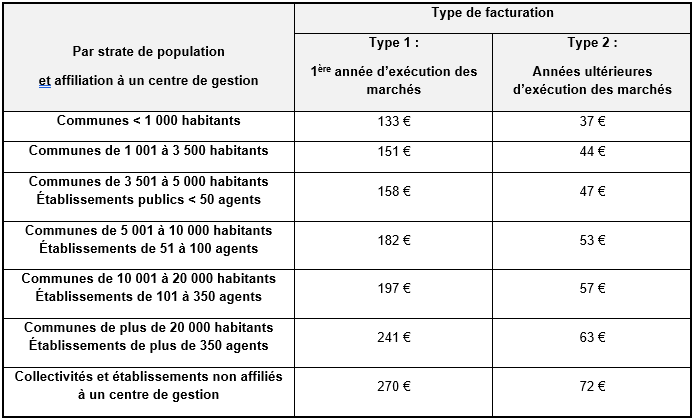 Par strate de population
et affiliation à un centre de gestion
Type de facturation
Type 1 :
1ère année d’exécution des
marchés
Type 2 :
Années ultérieures
d’exécution des marchés
Communes < 1 000 habitants
133 €
37 €
Communes de 1 001 à 3 500 habitants
151 €
44 €
Communes de 3 501 à 5 000 habitants
Établissements publics < 50 agents
158 €
47 €
Communes de 5 001 à 10 000 habitants
Établissements de 51 à 100 agents
182 €
53 €
Communes de 10 001 à 20 000 habitants
Établissements de 101 à 350 agents
197 €
57 €
Communes de plus de 20 000 habitants
Établissements de plus de 350 agents
241 €
63 €
Collectivités et établissements non affiliés
à un centre de gestion
270 €
72 €